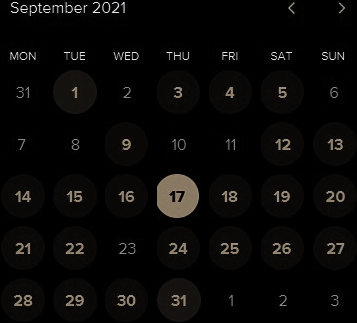 September 2021
MON TUE WED THU FRI SAT SUN
31 1 2 3 4 5 6
7 8 9 10 11 12 13
14 15 16 17 18 19 20
21 22 23 24 25 26 27
28 29 30 31 1 2 3